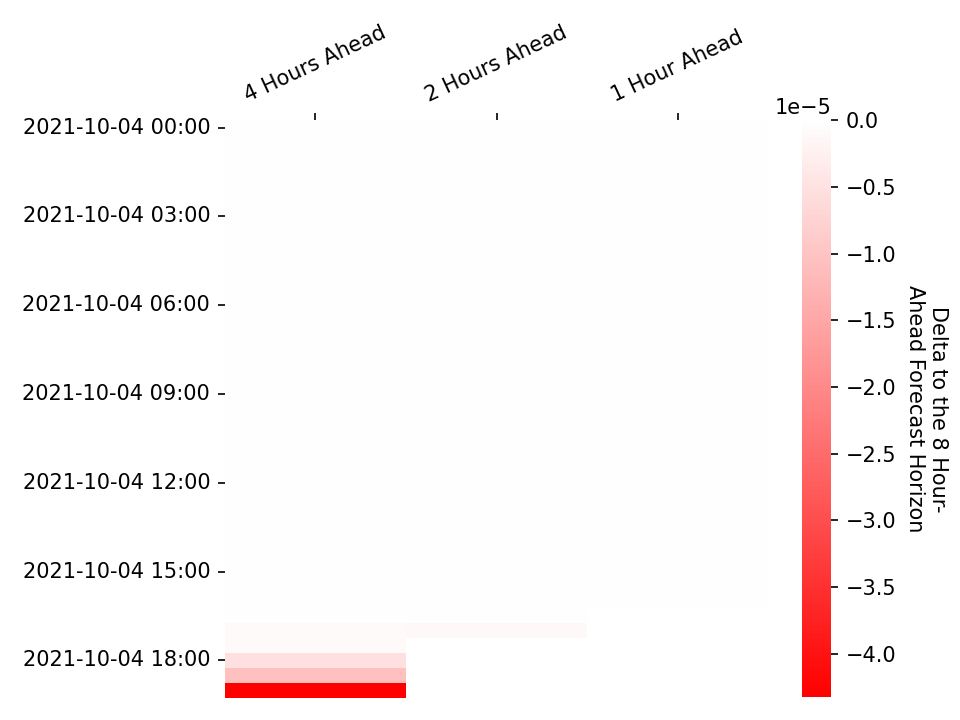 4 Hours Ahead
2 Hours Ahead
1 Hour Ahead
2021-10-04 00:00
2021-10-04 03:00
2021-10-04 06:00
2021-10-04 09:00
2021-10-04 12:00
2021-10-04 15:00
2021-10-04 18:00
1e−5
0.0
−0.5
−1.0
−1.5
−2.0
−2.5
−3.0
−3.5
−4.0
Delta to the 8 Hour-
Ahead Forecast Horizon